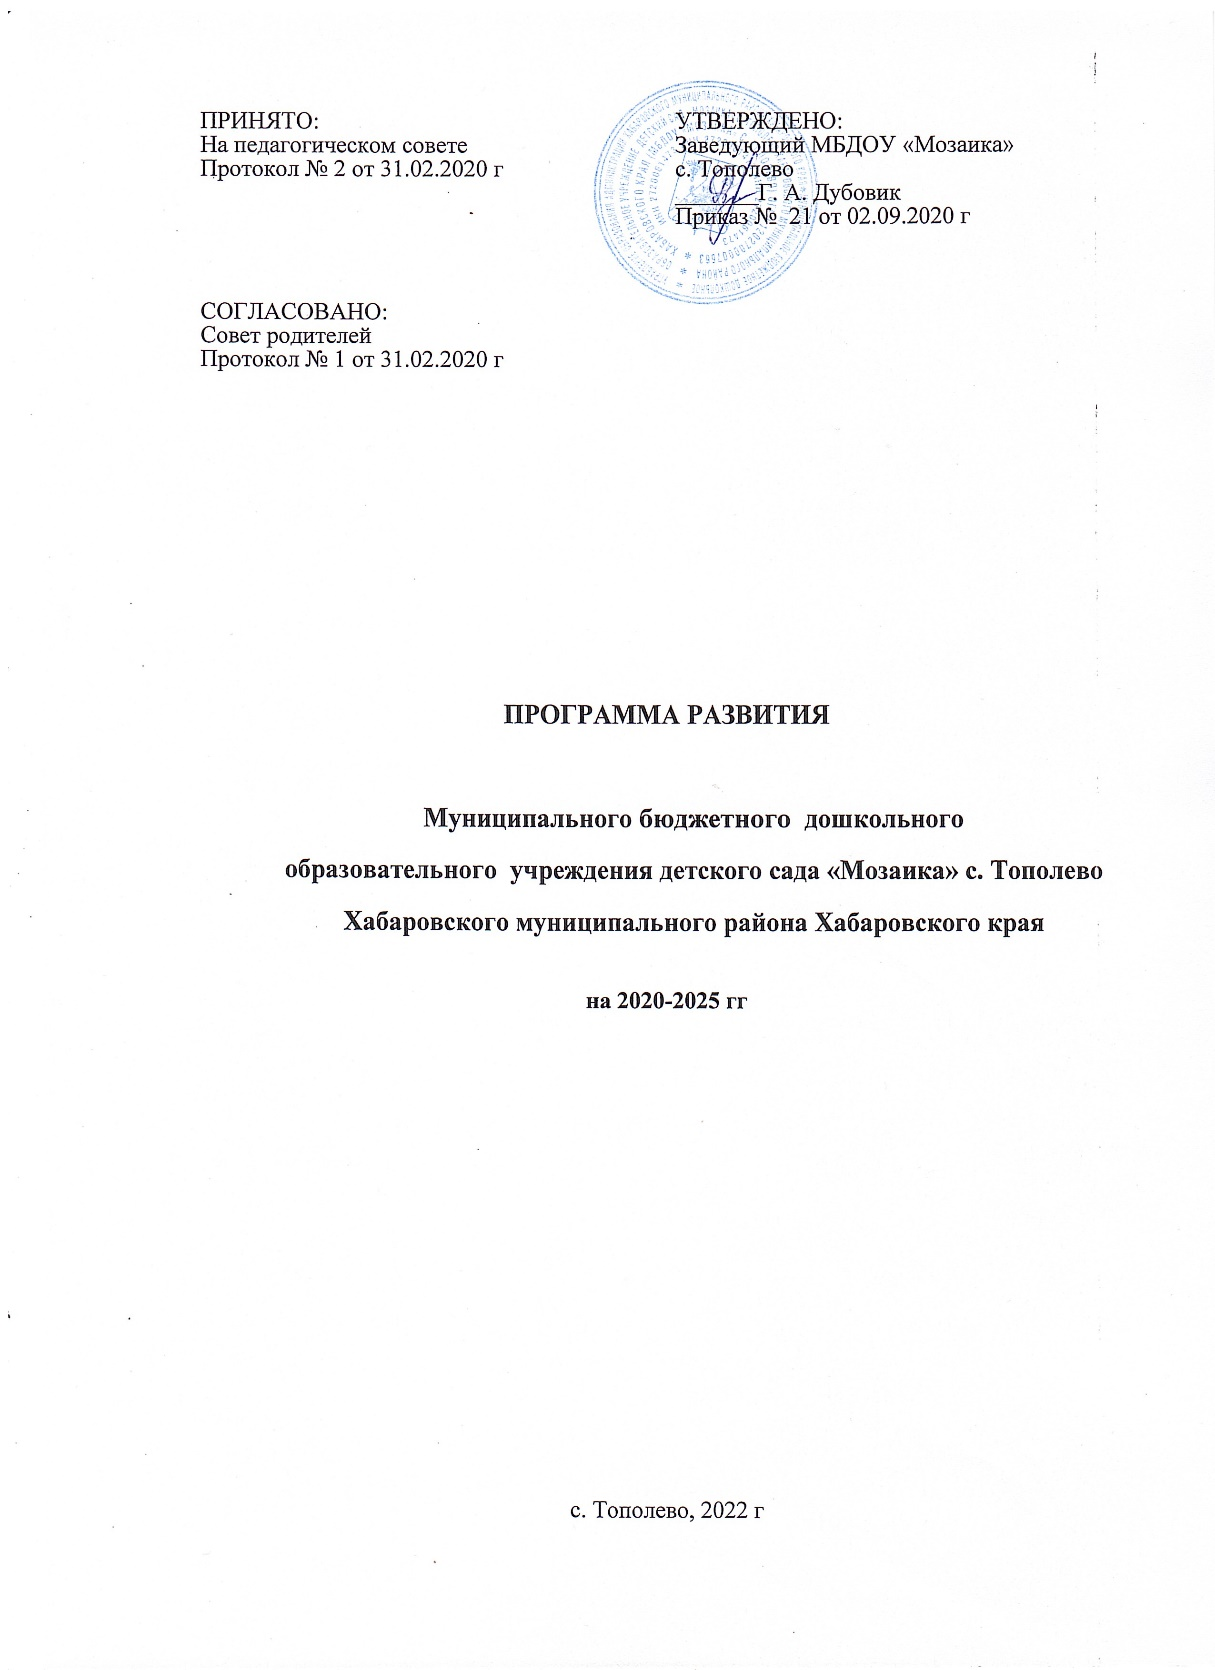 ПРИНЯТО:
На педагогическом совете
Протокол № 2 от 31.02.2020 г
УТВЕРЖДЕНО:
Заведующий МБДОУ «Мозаика»
с. Тополево
_______Г. А. Дубовик
Приказ № 21 от 02.09.2020 г
СОГЛАСОВАНО:
Совет родителей
Протокол № 1 от 31.02.2020 г
ПРОГРАММА РАЗВИТИЯ
Муниципального бюджетного дошкольного
образовательного учреждения детского сада «Мозаика» с. Тополево
Хабаровского муниципального района Хабаровского края
на 2020-2025 гг
с. Тополево, 2022 г